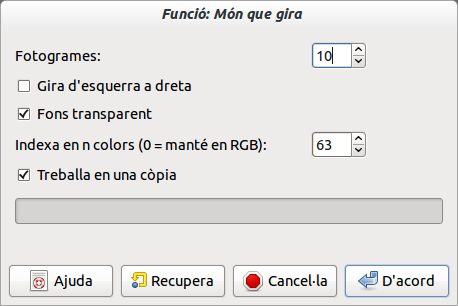 Funció: Món que gira
Fotogrames: 10
Gira d'esquerra a dreta
Fons transparent
Indexa en n colors (0 = manté en RGB): 63
Treballa en una còpia
Ajuda Recupera Cancel·la D'acord